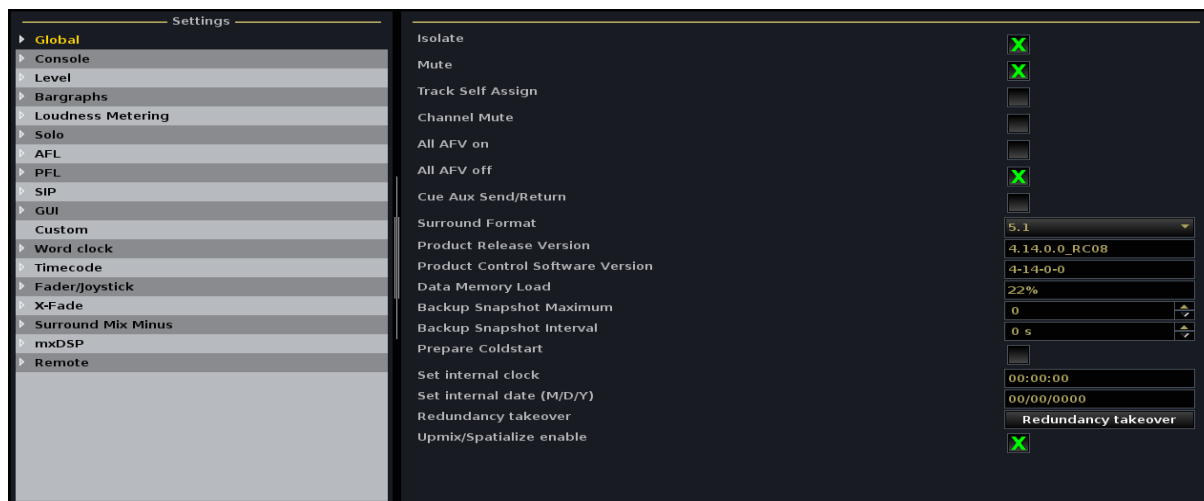 Settings
Global
Console
Level
Bargraphs
Loudness Metering
Solo
AFL
PFL
SIP
GUI
Custom
Word clock
Timecode
Fader/Joystick
X-Fade
Surround Mix Minus
mxDSP
Remote
Isolate X
Mute X
Track Self Assign
Channel Mute
All AFV on
All AFV off X
Cue Aux Send/Return
Surround Format 5.1
Product Release Version 4.14.0.0_RC08
Product Control Software Version 4-14-0-0
Data Memory Load 22%
Backup Snapshot Maximum 0
Backup Snapshot Interval 0 s
Prepare Coldstart
Set internal clock 00:00:00
Set internal date (M/D/Y) 00/00/0000
Redundancy takeover Redundancy takeover
Upmix/Spatialize enable X